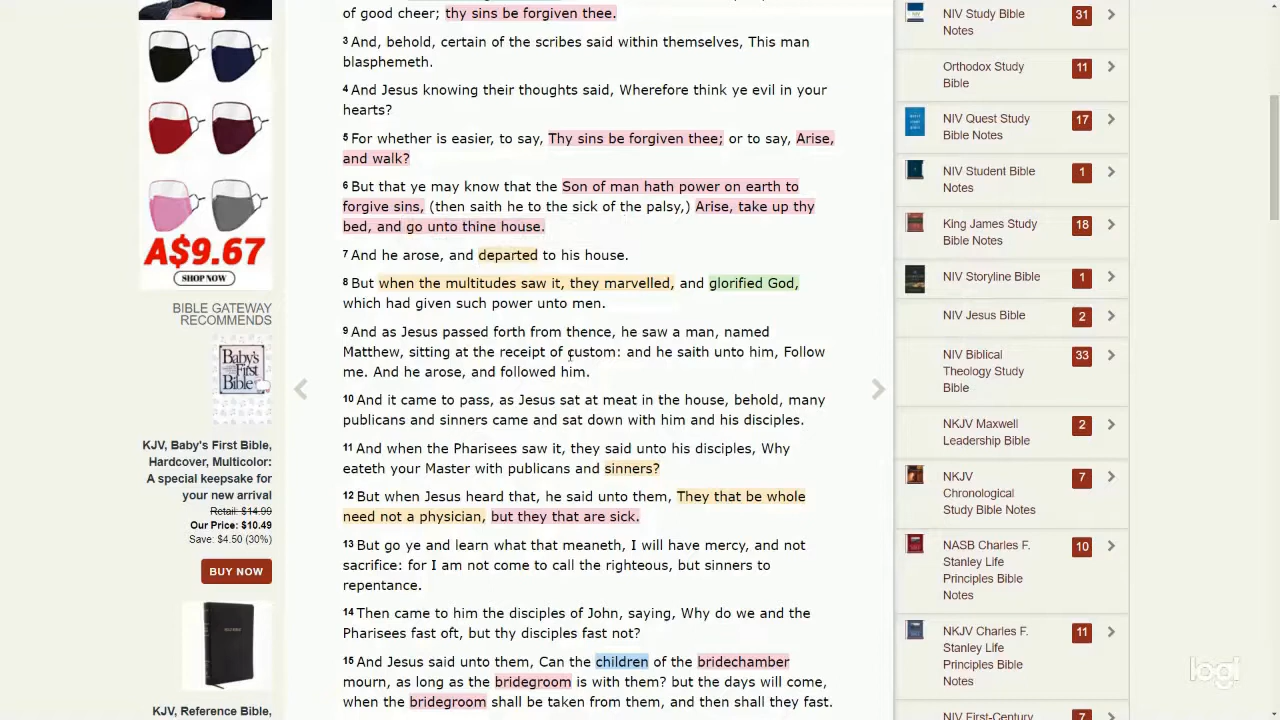 A$9.67
SHOP NOW
BIBLE GATEWAY
RECOMMENDS
Baby's
First
Bible
KJV, Baby's First Bible,
Hardcover, Multicolor:
A special keepsake for
your new arrival
Retail: $14.99
Our Price: $10.49
Save: $4.50 (30%)
BUY NOW
KJV, Reference Bible,
of good cheer; thy sins be forgiven thee.
3 And, behold, certain of the scribes said within themselves, This man
blasphemeth.
4 And Jesus knowing their thoughts said, Wherefore think ye evil in your
hearts?
5 For whether is easier, to say, Thy sins be forgiven thee; or to say, Arise,
and walk?
6 But that ye may know that the Son of man hath power on earth to
forgive sins, (then saith he to the sick of the palsy,) Arise, take up thy
bed, and go unto thine house.
7 And he arose, and departed to his house.
8 But when the multitudes saw it, they marvelled, and glorified God,
which had given such power unto men.
9 And as Jesus passed forth from thence, he saw a man, named
Matthew, sitting at the receipt of custom: and he saith unto him, Follow
me. And he arose, and followed him.
10 And it came to pass, as Jesus sat at meat in the house, behold, many
publicans and sinners came and sat down with him and his disciples.
11 And when the Pharisees saw it, they said unto his disciples, Why
eateth your Master with publicans and sinners?
12 But when Jesus heard that, he said unto them, They that be whole
need not a physician, but they that are sick.
13 But go ye and learn what that meaneth, I will have mercy, and not
sacrifice: for I am not come to call the righteous, but sinners to
repentance.
14 Then came to him the disciples of John, saying, Why do we and the
Pharisees fast oft, but thy disciples fast not?
15 And Jesus said unto them, Can the children of the bridechamber
mourn, as long as the bridegroom is with them? but the days will come,
when the bridegroom shall be taken from them, and then shall they fast.
NIV Study Bible 31
Notes
Orthodox Study 11
Bible
NIV Quest Study 17
Bible Notes
NIV Student Bible 1
Notes
King James Study 18
Bible Notes
NIV Storyline Bible 1
NIV Jesus Bible 2
NIV Biblical 33
Theology Study
Bible
NKJV Maxwell 2
Leadership Bible
NKJV 7
Chronological
Study Bible Notes
NASB Charles F. 10
Stanley Life
Principles Bible
Notes
NKJV Charles F. 11
Stanley Life
Principles Bible
Notes
NIV First-Century 7
logi